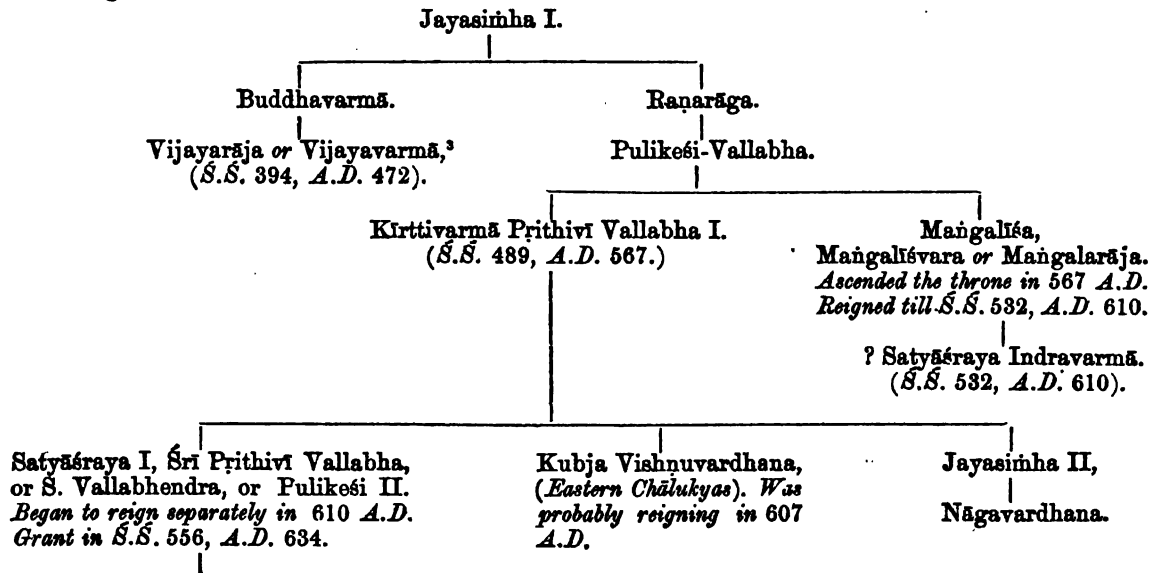 Jayasiṁha I.
Buddhavarmā. Raṇarāga.
Vijayarāja or Vijayavarmā,³ Pulikeśi-Vallabha.
(Ś.Ś. 394, A.D. 472).
Kīrttivarmā Pṛithivī Vallabha I. Maṅgalīśa,
(Ś.Ś. 489, A.D. 567.) Maṅgalīśvara or Maṅgalarāja.
Ascended the throne in 567 A.D.
Reigned till Ś.Ś. 532, A.D. 610.
? Satyāśraya Indravarmā.
(Ś.Ś. 532, A.D. 610).
Satyāśraya I, Śrī Pṛithivī Vallabha, Kubja Vishṇuvardhana, Jayasiṁha II,
or S. Vallabhendra, or Pulikeśi II. (Eastern Chālukyas). Was
Began to reign separately in 610 A.D. probably reigning in 607 Nāgavardhana.
Grant in Ś.Ś. 556, A.D. 634. A.D.